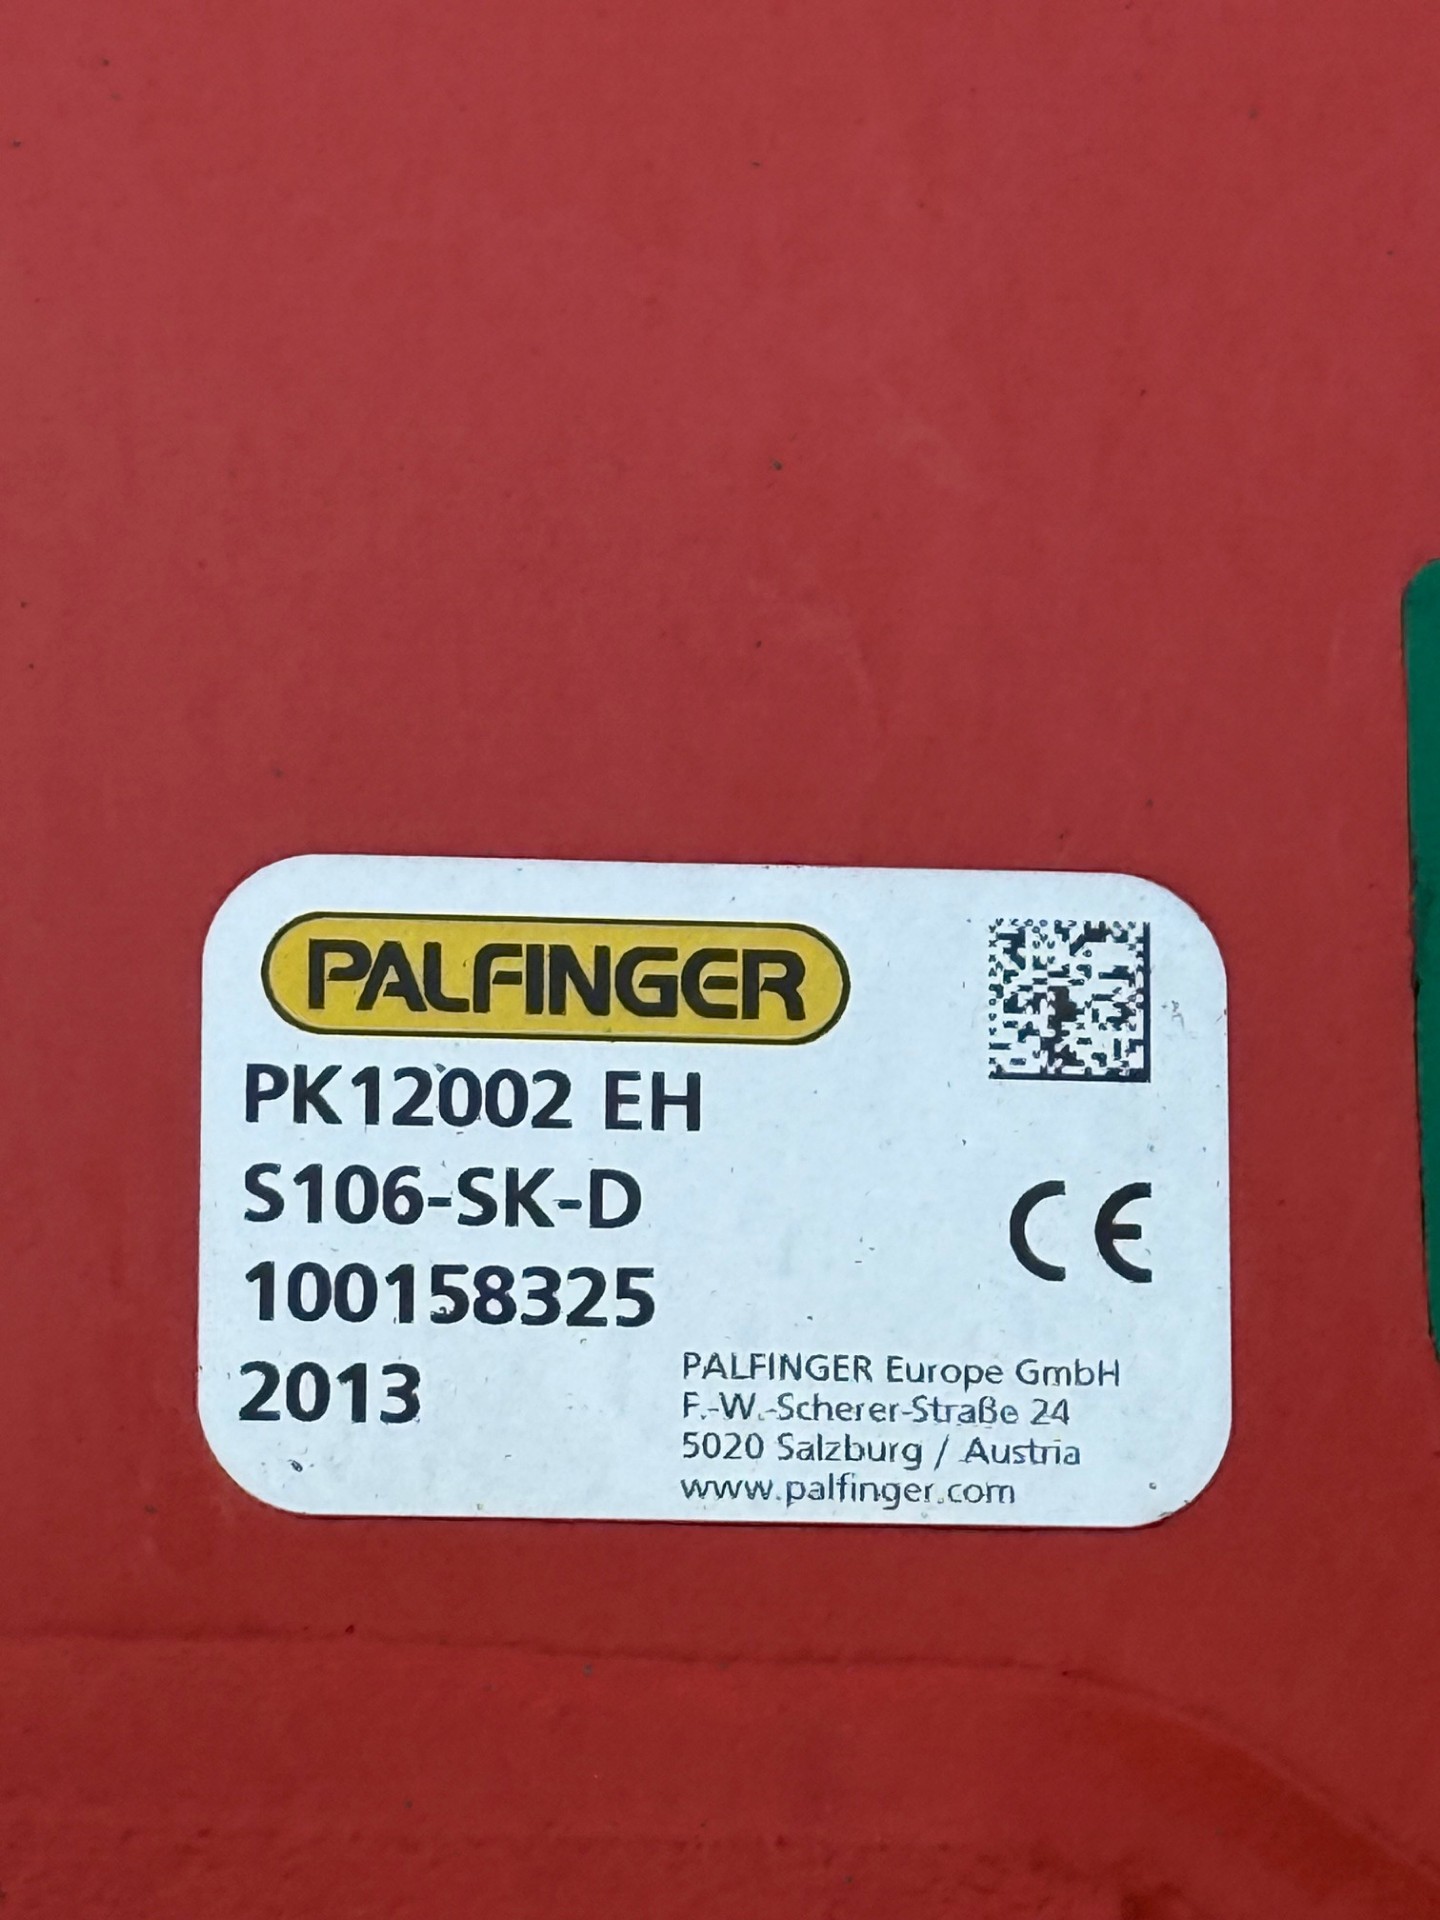 PALFINGER
PK12002 EH
S106-SK-D
100158325
2013
CE
PALFINGER Europe GmbH
F.-W.-Scherer-Straße 24
5020 Salzburg / Austria
www.palfinger.com